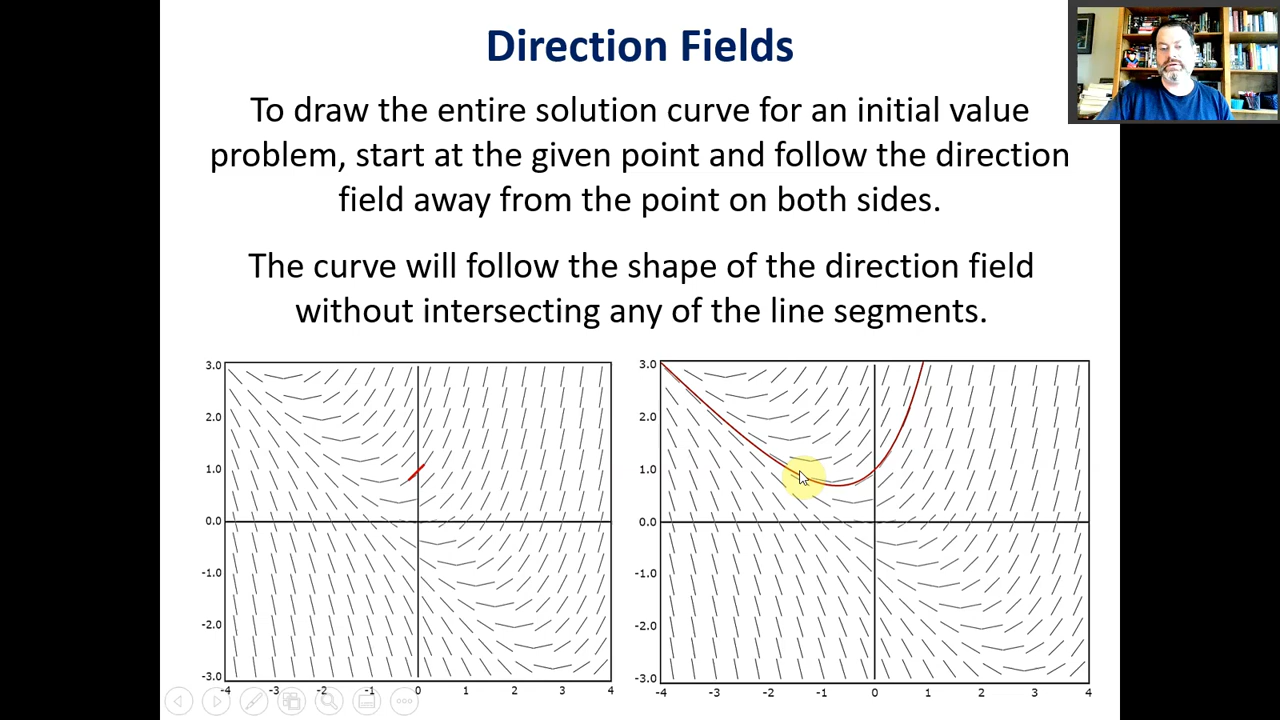 Direction Fields
To draw the entire solution curve for an initial value
problem, start at the given point and follow the direction
field away from the point on both sides.
The curve will follow the shape of the direction field
without intersecting any of the line segments.
3.0
2.0
1.0
0.0
-1.0
-2.0
-3.0
-4 -3 -2 -1 0 1 2 3 4
3.0
2.0
1.0
0.0
-1.0
-2.0
-3.0
-4 -3 -2 -1 0 1 2 3 4